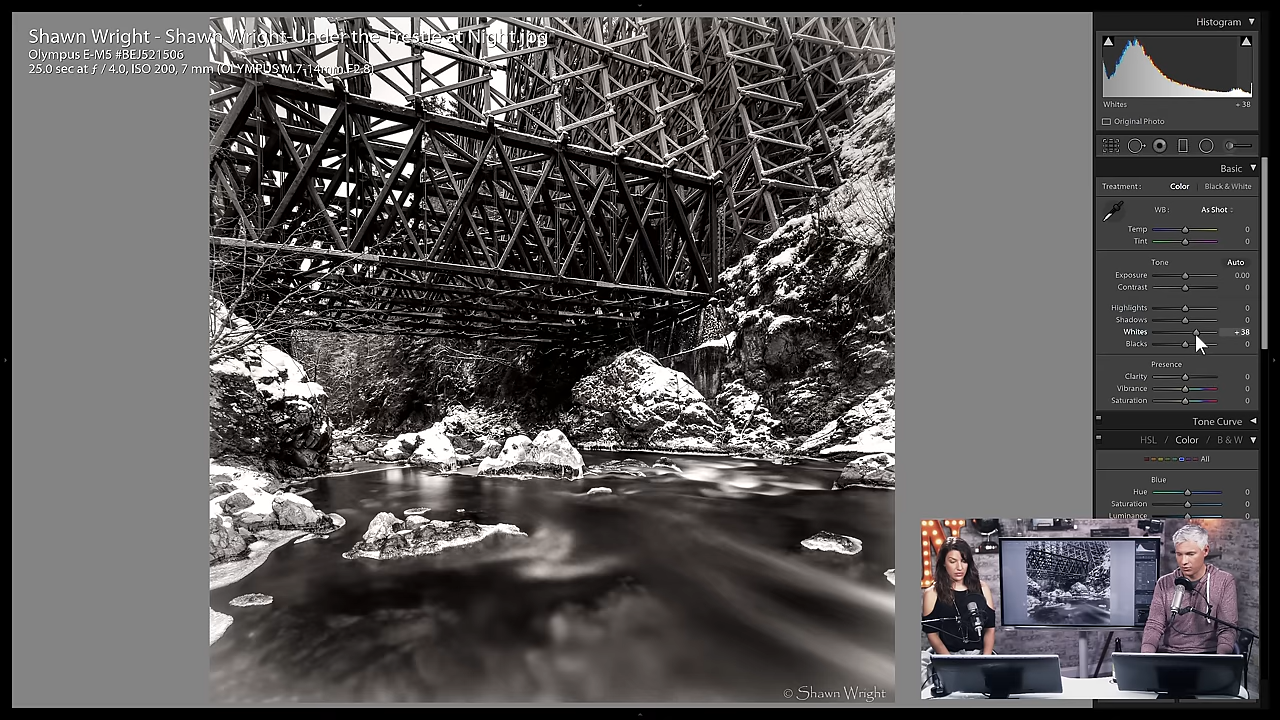 Shawn Wright - Shawn Wright-Under the Trestle at Night.jpg
Olympus E-M5 #BEJ521506
25.0 sec at ƒ / 4.0, ISO 200, 7 mm (OLYMPUS M.7-14mm F2.8)
Histogram
Whites +38
Original Photo
Basic
Treatment : Color Black & White
WB : As Shot
Temp 0
Tint 0
Tone Auto
Exposure 0.00
Contrast 0
Highlights 0
Shadows 0
Whites +38
Blacks 0
Presence
Clarity 0
Vibrance 0
Saturation 0
Tone Curve
HSL / Color / B & W
All
Blue
Hue 0
Saturation 0
Luminance 0
© Shawn Wright